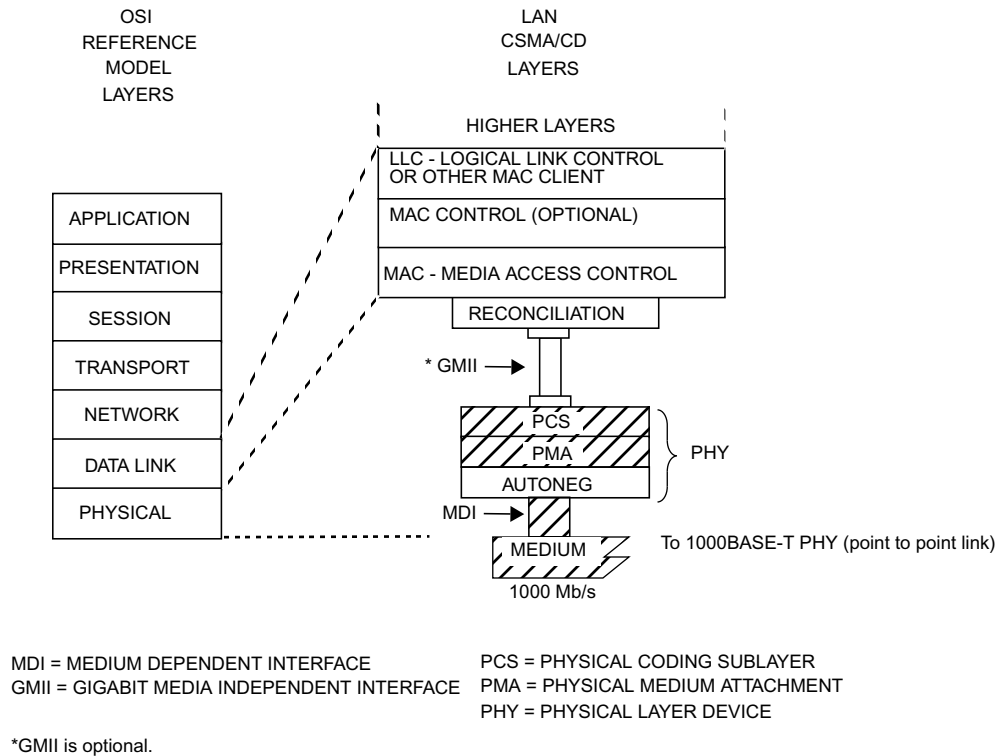 OSI
REFERENCE
MODEL
LAYERS
LAN
CSMA/CD
LAYERS
HIGHER LAYERS
LLC - LOGICAL LINK CONTROL
OR OTHER MAC CLIENT
MAC CONTROL (OPTIONAL)
MAC - MEDIA ACCESS CONTROL
RECONCILIATION
APPLICATION
PRESENTATION
SESSION
TRANSPORT
NETWORK
DATA LINK
PHYSICAL
* GMII
PCS
PMA
AUTONEG
PHY
MDI
MEDIUM
To 1000BASE-T PHY (point to point link)
1000 Mb/s
MDI = MEDIUM DEPENDENT INTERFACE
GMII = GIGABIT MEDIA INDEPENDENT INTERFACE
PCS = PHYSICAL CODING SUBLAYER
PMA = PHYSICAL MEDIUM ATTACHMENT
PHY = PHYSICAL LAYER DEVICE
*GMII is optional.